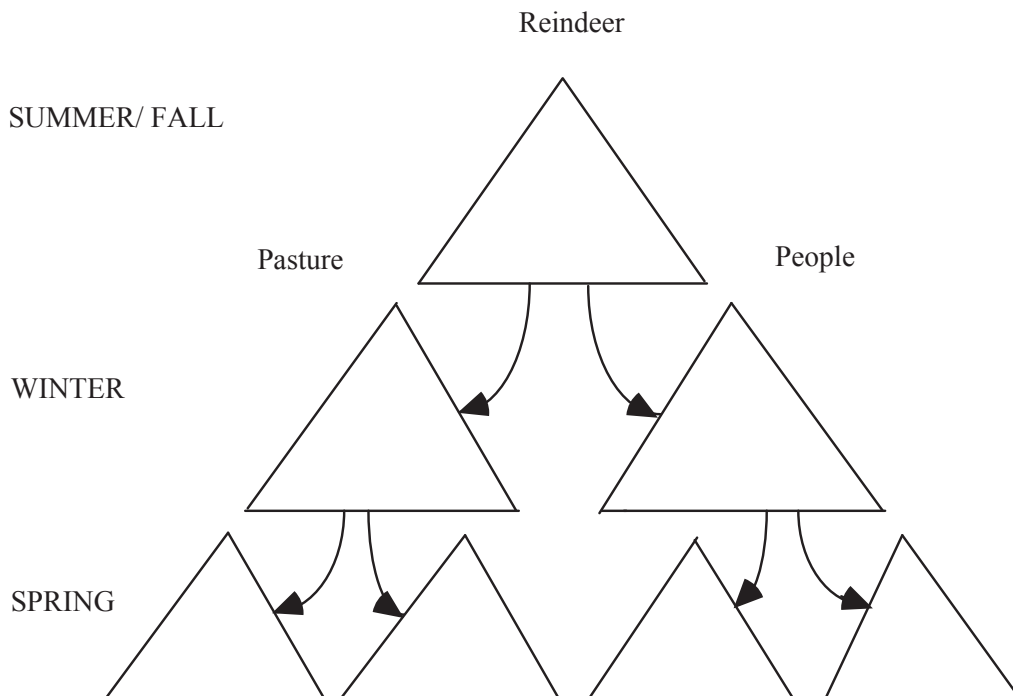 Reindeer
SUMMER/ FALL
Pasture
People
WINTER
SPRING